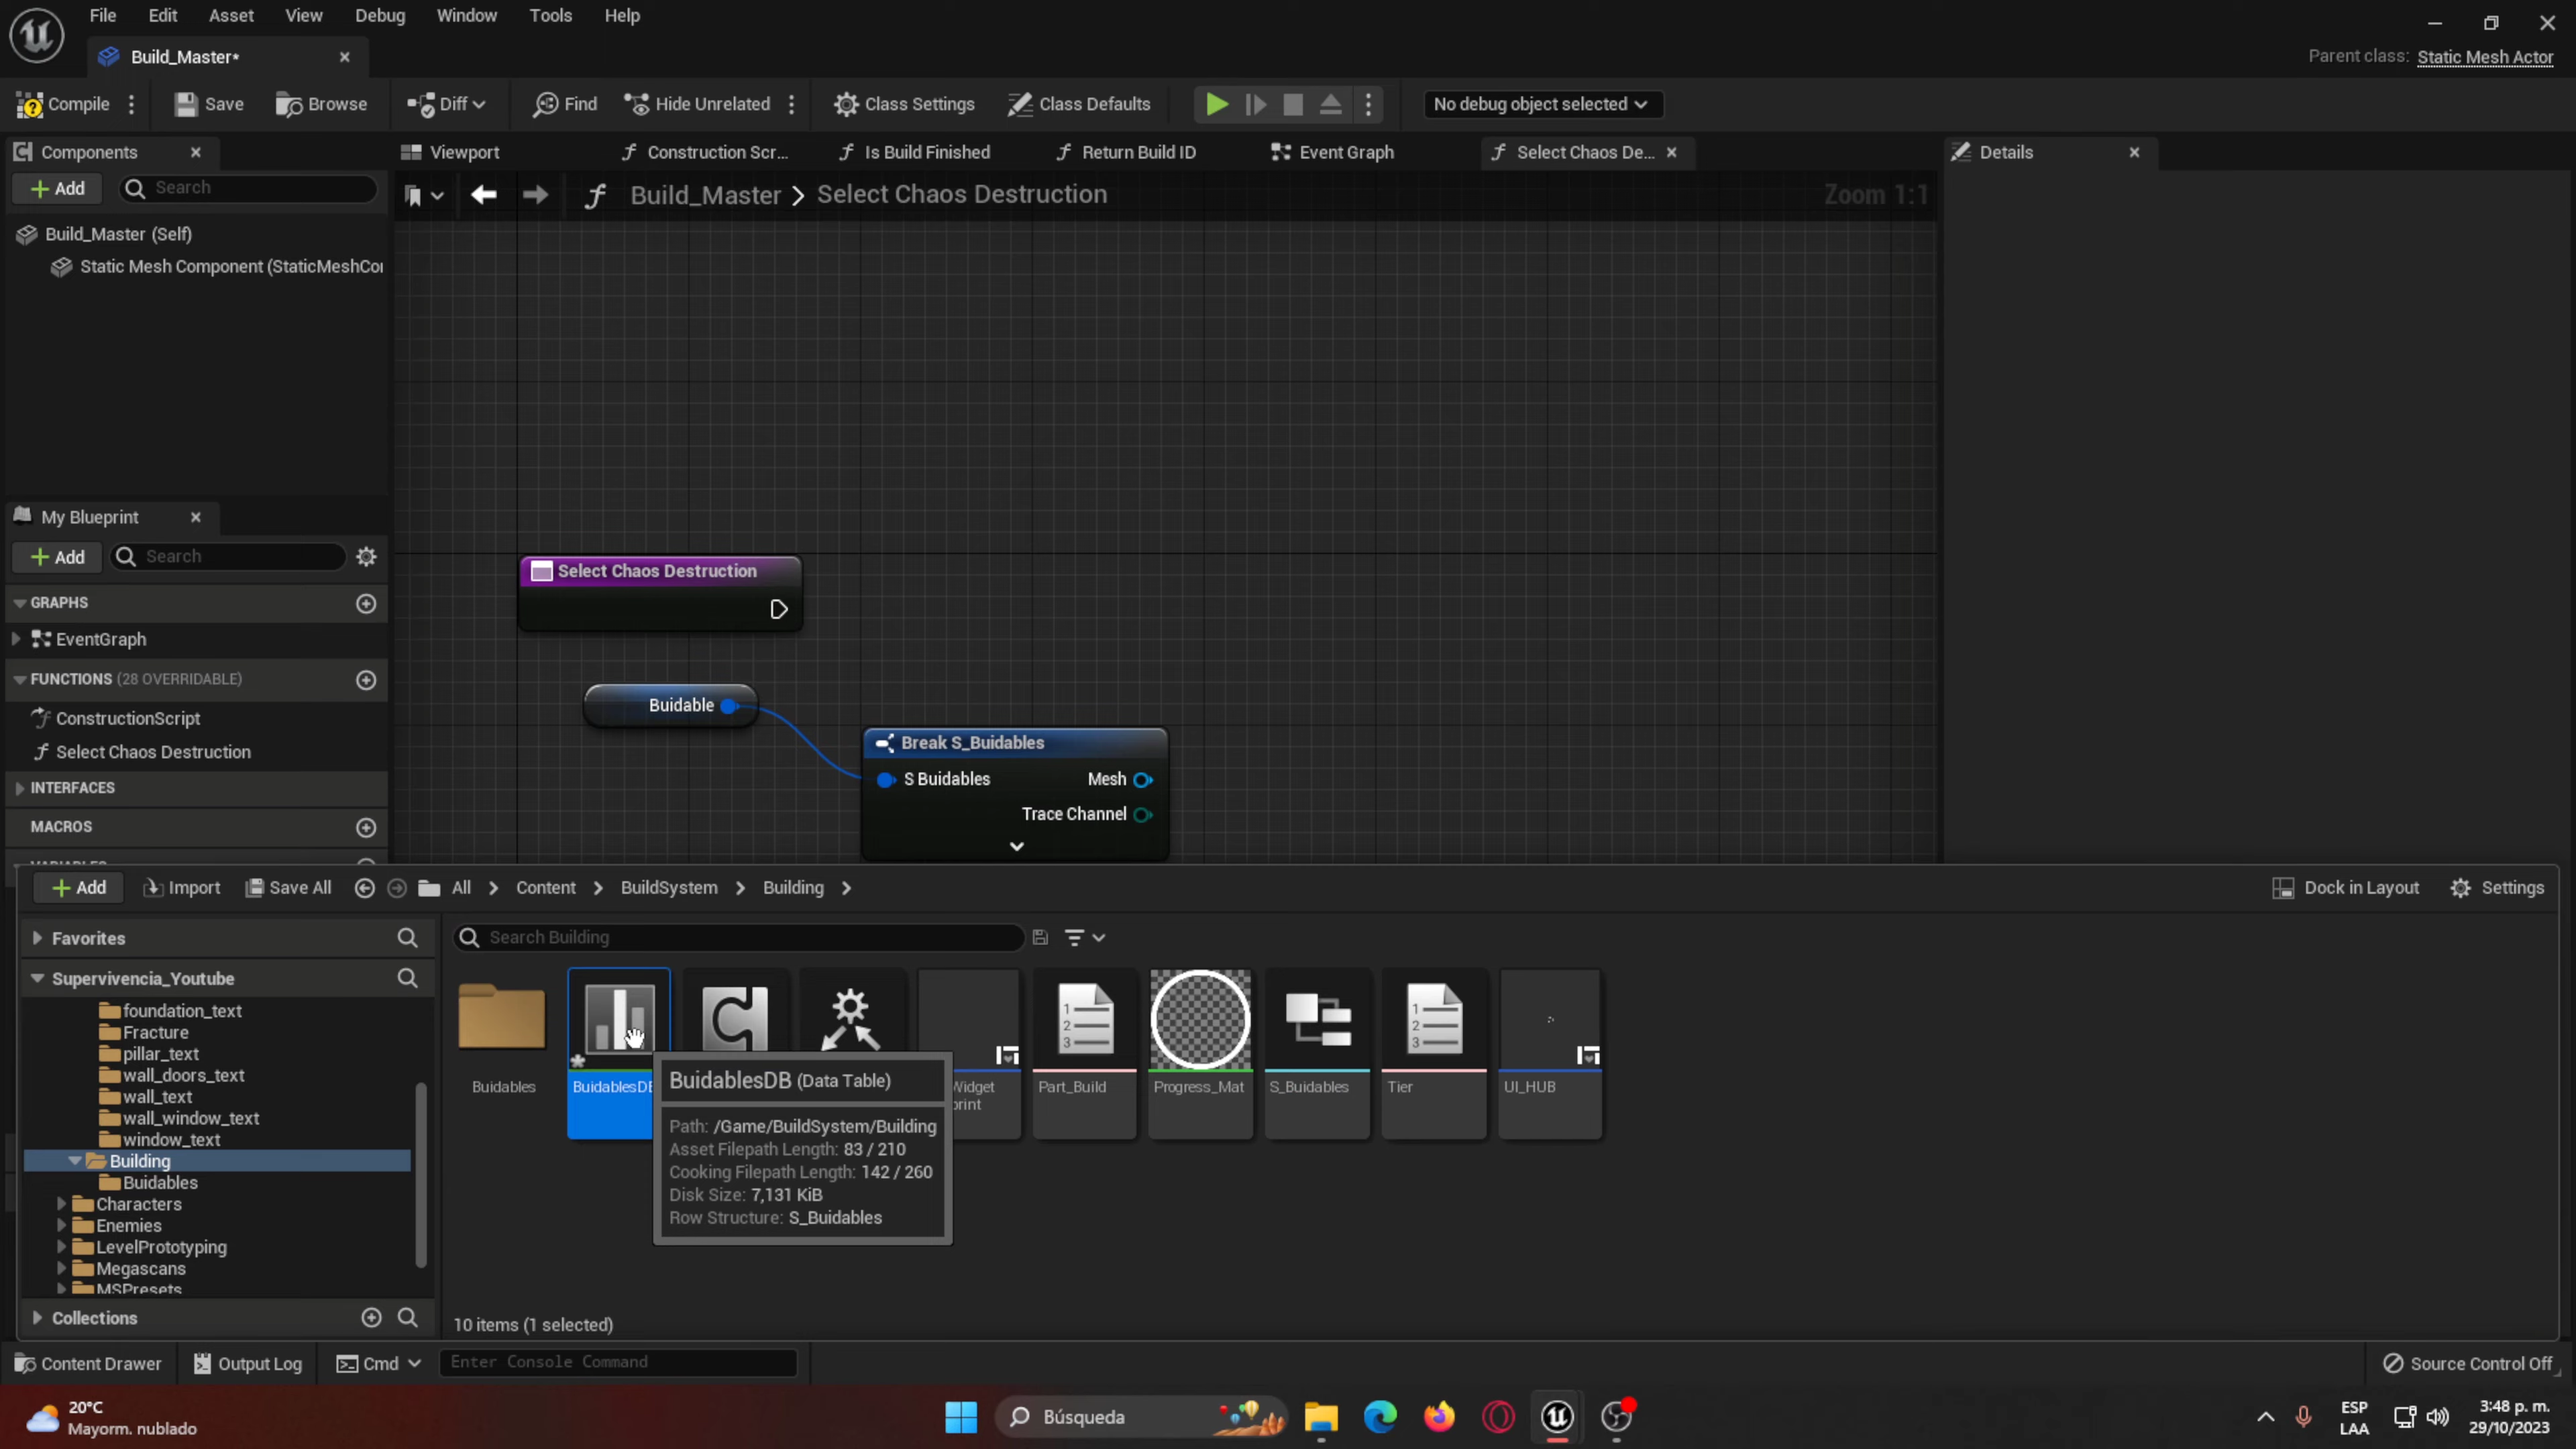 File Edit Asset View Debug Window Tools Help
Build_Master*
Parent class: Static Mesh Actor
Compile Save Browse Diff Find Hide Unrelated Class Settings Class Defaults No debug object selected
Components
Viewport Construction Scr... Is Build Finished Return Build ID Event Graph Select Chaos De...
Details
Add Search
Build_Master > Select Chaos Destruction
Zoom 1:1
Build_Master (Self)
Static Mesh Component (StaticMeshCor
My Blueprint
Add Search
GRAPHS
EventGraph
FUNCTIONS (28 OVERRIDABLE)
ConstructionScript
Select Chaos Destruction
INTERFACES
MACROS
VARIABLES
Select Chaos Destruction
Buidable
Break S_Buidables
S Buidables Mesh
Trace Channel
Add Import Save All All > Content > BuildSystem > Building >
Dock in Layout Settings
Favorites
Search Building
Supervivencia_Youtube
foundation_text
Fracture
pillar_text
wall_doors_text
wall_text
wall_window_text
window_text
Building
Buidables
Characters
Enemies
LevelPrototyping
Megascans
MSPresets
Collections
Buidables
BuidablesDB
Widget
print
Part_Build
Progress_Mat
S_Buidables
Tier
UI_HUB
BuidablesDB (Data Table)
Path: /Game/BuildSystem/Building
Asset Filepath Length: 83 / 210
Cooking Filepath Length: 142 / 260
Disk Size: 7,131 KiB
Row Structure: S_Buidables
10 items (1 selected)
Content Drawer Output Log Cmd Enter Console Command
Source Control Off
20°C
Mayorm. nublado
Búsqueda
ESP
LAA
3:48 p. m.
29/10/2023